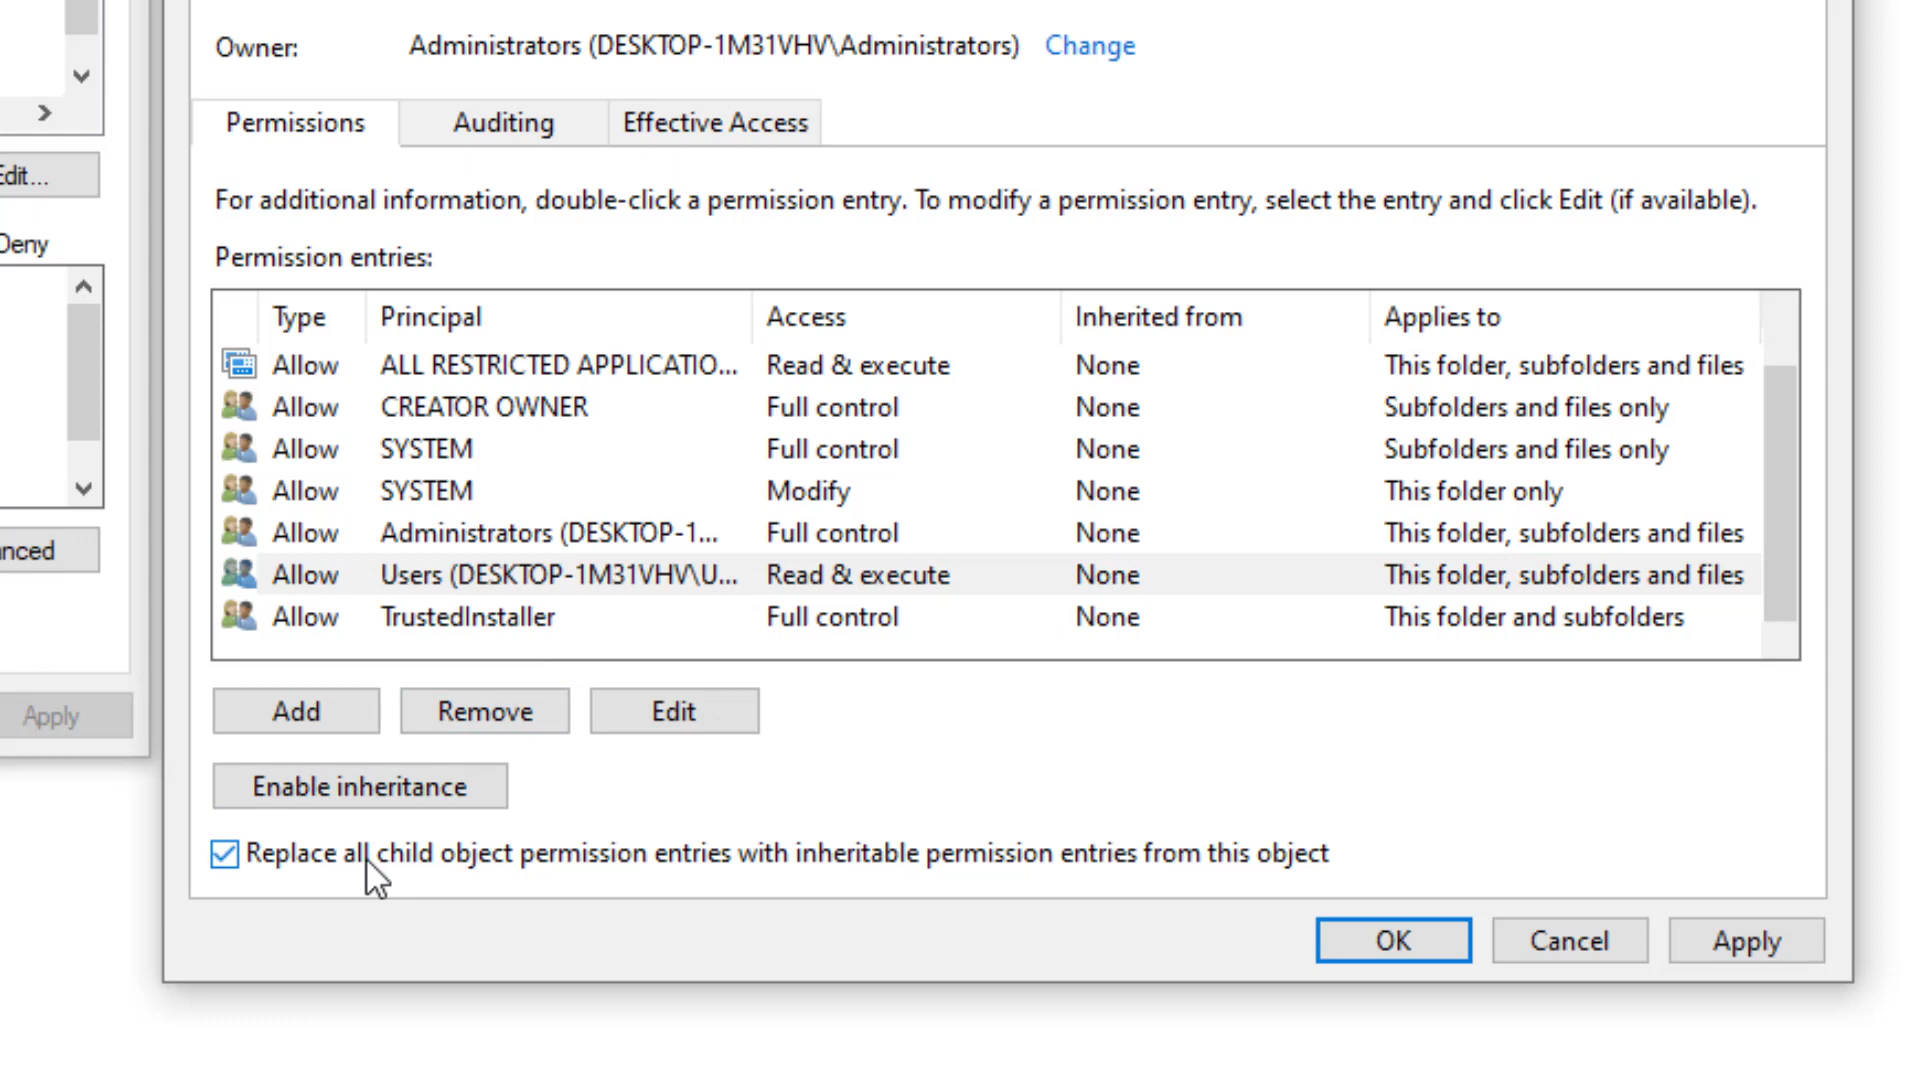 Owner: Administrators (DESKTOP-1M31VHV\Administrators) Change
Permissions Auditing Effective Access
Edit...
For additional information, double-click a permission entry. To modify a permission entry, select the entry and click Edit (if available).
Deny
Permission entries:
Type Principal Access Inherited from Applies to
Allow ALL RESTRICTED APPLICATIO... Read & execute None This folder, subfolders and files
Allow CREATOR OWNER Full control None Subfolders and files only
Allow SYSTEM Full control None Subfolders and files only
Allow SYSTEM Modify None This folder only
Allow Administrators (DESKTOP-1... Full control None This folder, subfolders and files
anced
Allow Users (DESKTOP-1M31VHV\U... Read & execute None This folder, subfolders and files
Allow TrustedInstaller Full control None This folder and subfolders
Add Remove Edit
Apply
Enable inheritance
Replace all child object permission entries with inheritable permission entries from this object
OK Cancel Apply